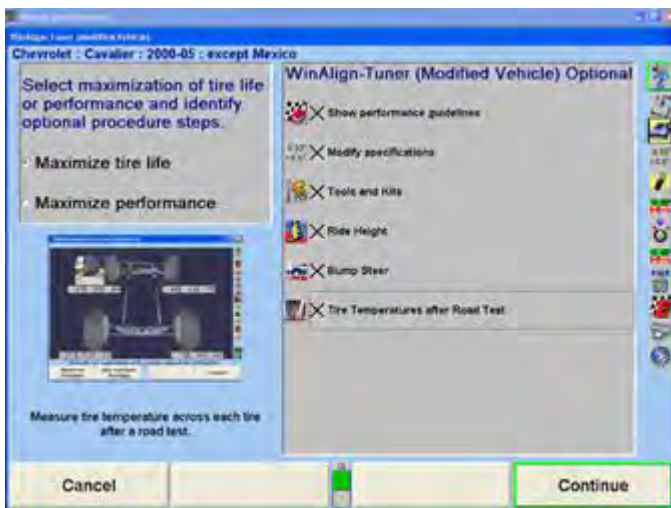 Chevrolet : Cavalier : 2000-05 : except Mexico
Select maximization of tire life
or performance and identify
optional procedure steps.
Maximize tire life
Maximize performance
Measure tire temperature across each tire
after a road test.
WinAlign-Tuner (Modified Vehicle) Optional
Show performance guidelines
Modify specifications
Tools and Kits
Ride Height
Bump Steer
Tire Temperatures after Road Test
Cancel
Continue